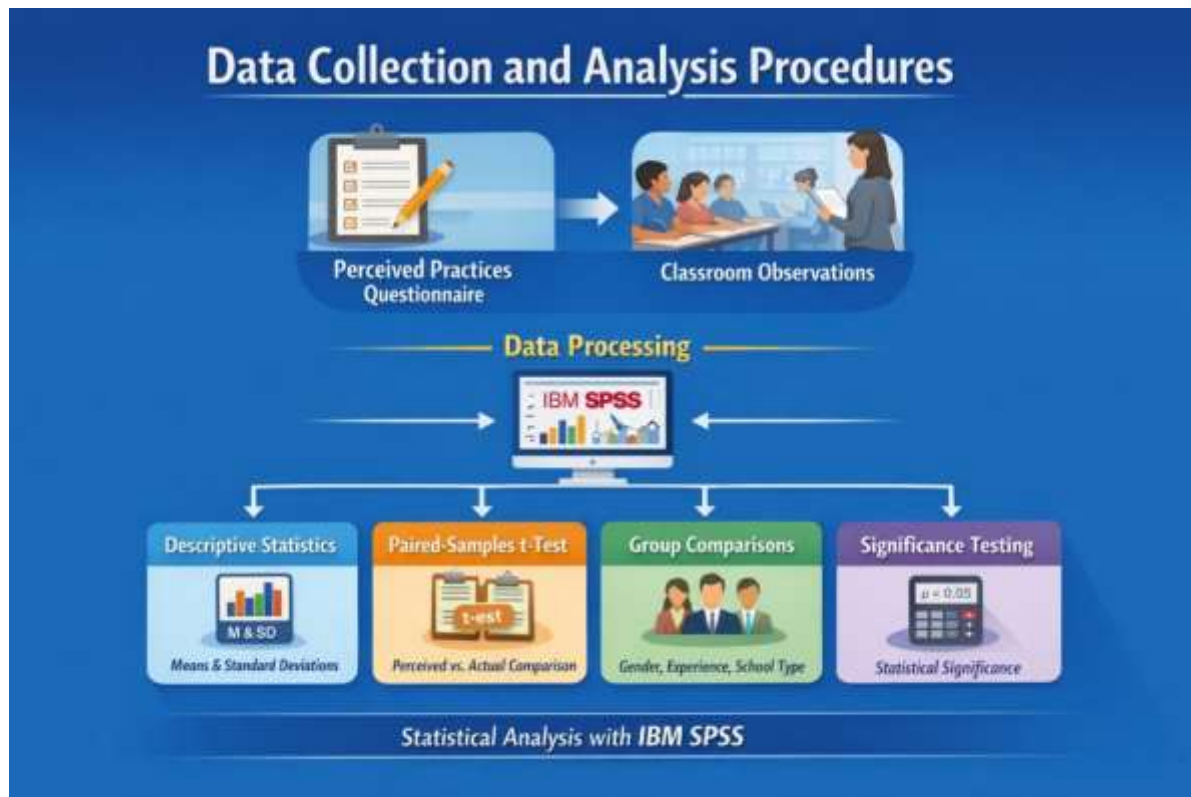 Data Collection and Analysis Procedures
Perceived Practices
Questionnaire
Classroom Observations
Data Processing
IBM SPSS
Descriptive Statistics
M & SD
Means & Standard Deviations
Paired-Samples t-Test
t-est
Perceived vs. Actual Comparison
Group Comparisons
Gender, Experience, School Type
Significance Testing
p = 0.05
Statistical Significance
Statistical Analysis with IBM SPSS